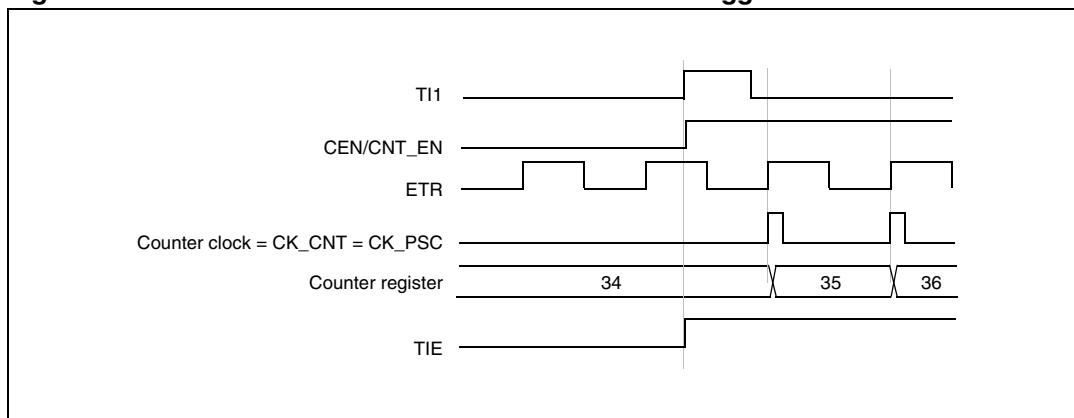 TI1
CEN/CNT_EN
ETR
Counter clock = CK_CNT = CK_PSC
Counter register 34 35 36
TIE